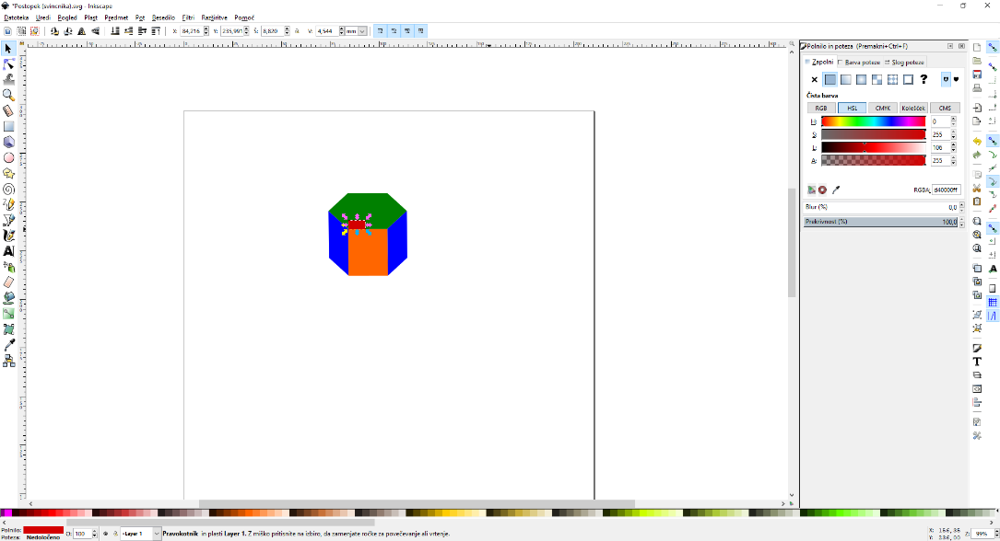 *Postopek (svincnika).svg - Inkscape
Datoteka Uredi Pogled Plast Predmet Pot Besedilo Filtri Razširitve Pomoč
X: 84,216 Y: 235,991 Š: 8,820 V: 4,544 mm
Polnilo in poteza (Premakni+Ctrl+F)
Zapolni Barva poteze Slog poteze
Čista barva
RGB HSL CMYK Kolešček CMS
H: 0
S: 255
L: 106
A: 255
RGBA: d40000ff
Blur (%) 0,0
Prekrivnost (%) 100,0
Polnilo:
Poteza: Nedoločeno
O: 100
Layer 1
Pravokotnik in plasti Layer 1. Z miško pritisnite na izbiro, da zamenjate ročke za povečevanje ali vrtenje.
X: 156,35
Y: 236,00
Z: 99%